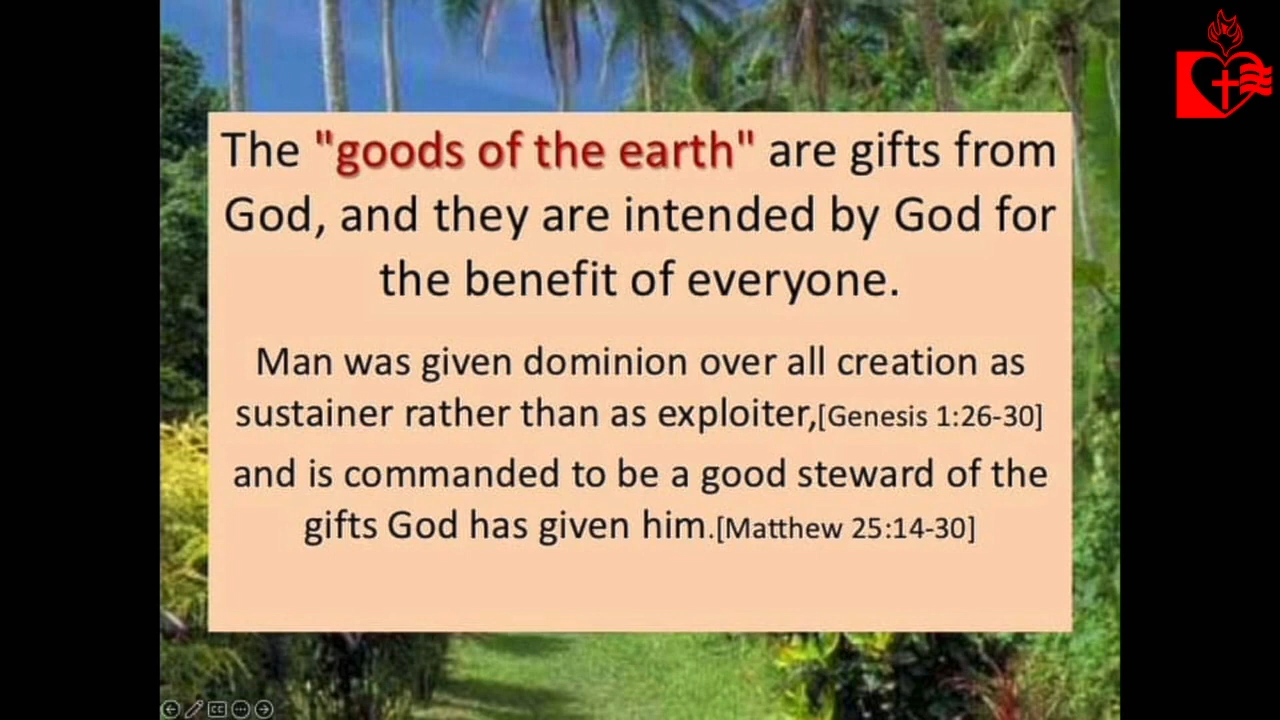 The "goods of the earth" are gifts from
God, and they are intended by God for
the benefit of everyone.
Man was given dominion over all creation as
sustainer rather than as exploiter,[Genesis 1:26-30]
and is commanded to be a good steward of the
gifts God has given him.[Matthew 25:14-30]
CC